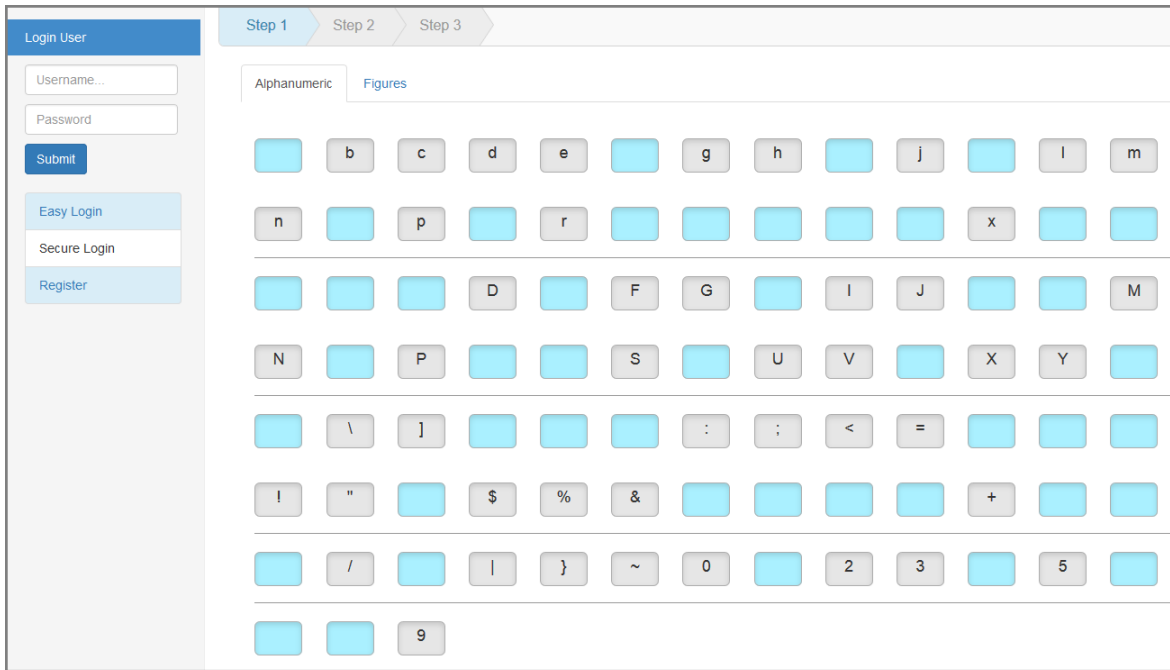 Login User
Username...
Password
Submit
Easy Login
Secure Login
Register
Step 1 Step 2 Step 3
Alphanumeric Figures
b c d e g h j l m
n p r x
D F G I J M
N P S U V X Y
\ ] : ; < =
! " $ % & +
/ | } ~ 0 2 3 5
9